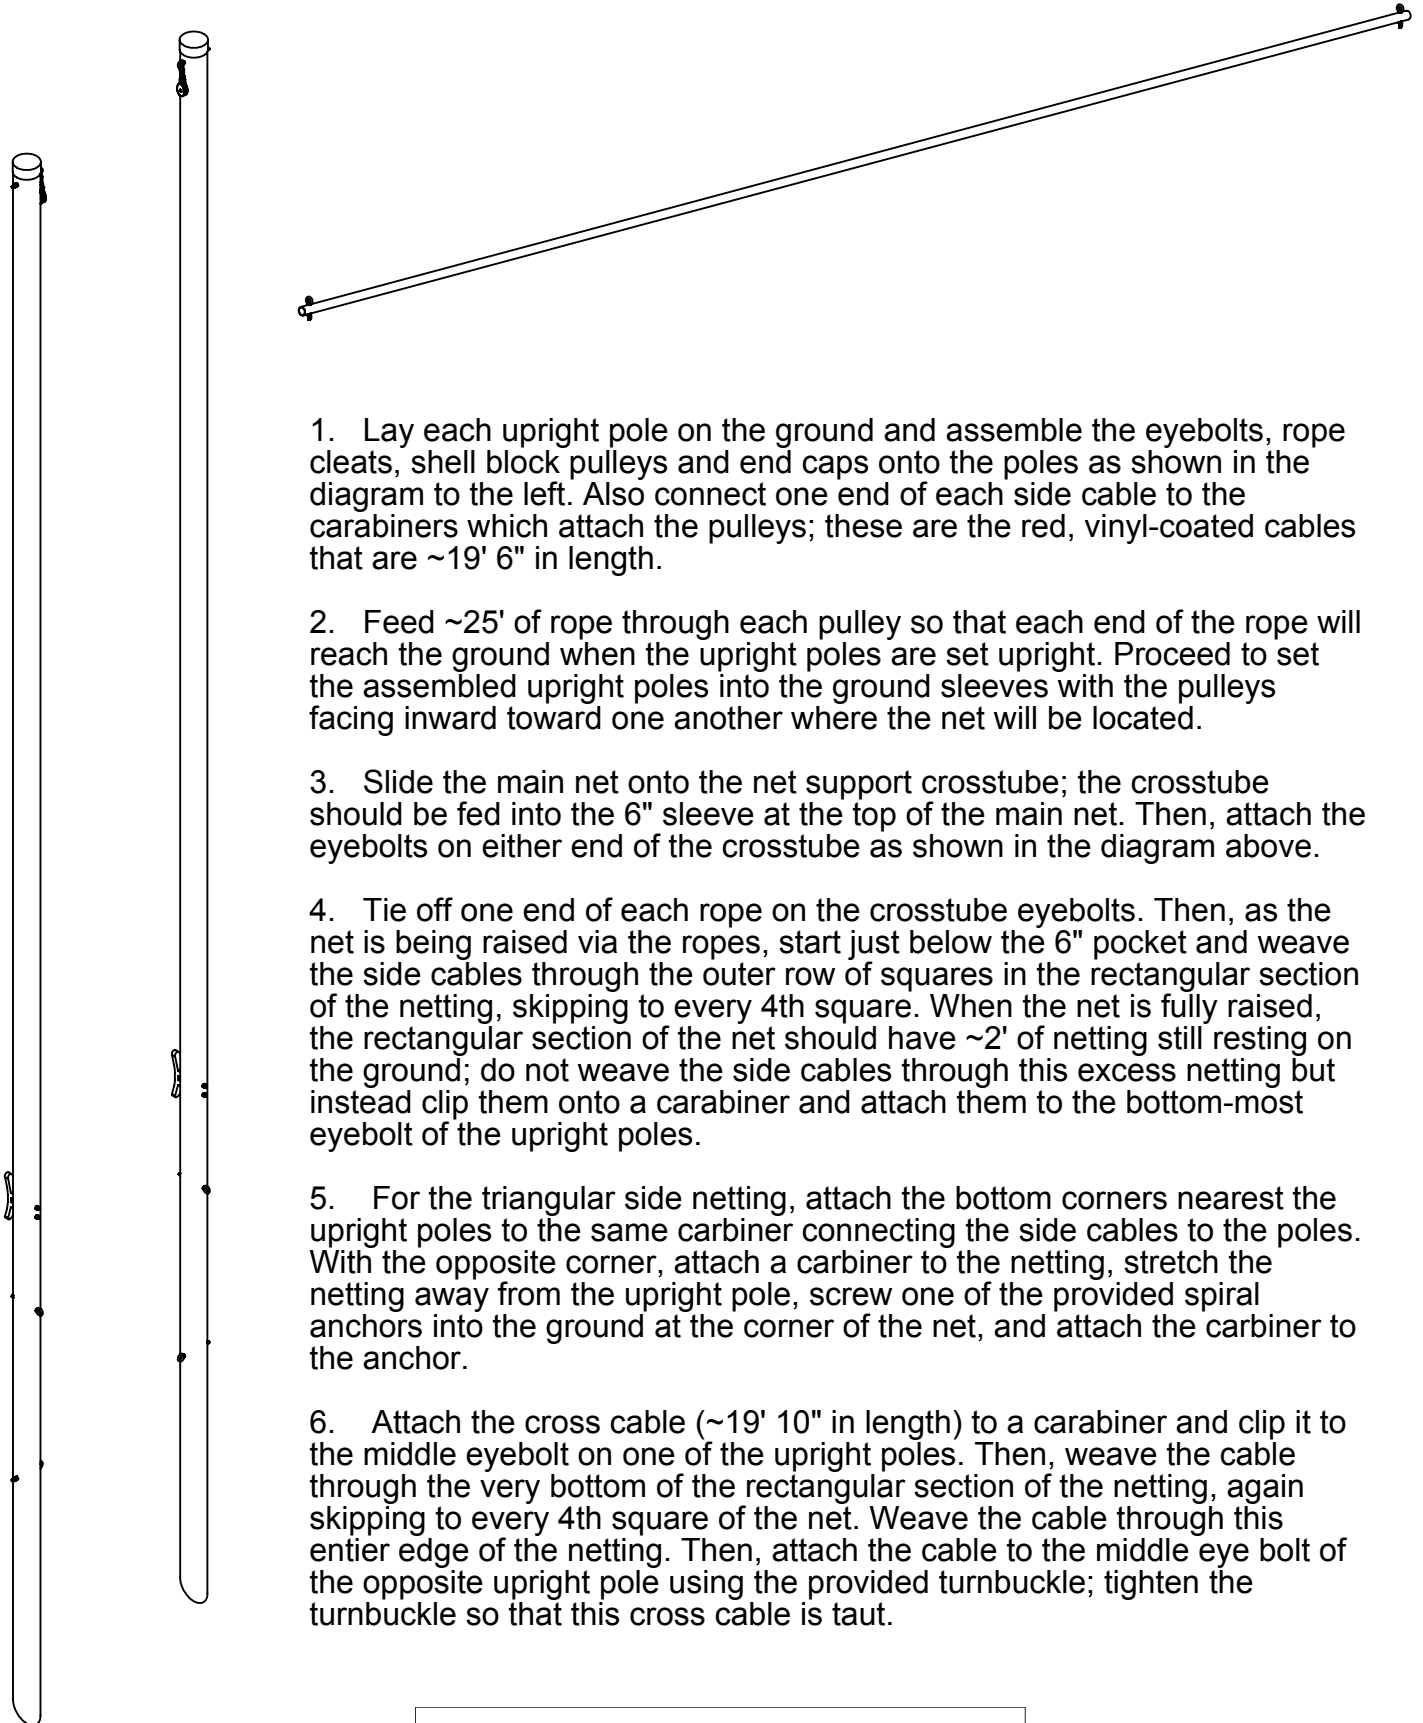 1. Lay each upright pole on the ground and assemble the eyebolts, rope
cleats, shell block pulleys and end caps onto the poles as shown in the
diagram to the left. Also connect one end of each side cable to the
carabiners which attach the pulleys; these are the red, vinyl-coated cables
that are ~19' 6" in length.
2. Feed ~25' of rope through each pulley so that each end of the rope will
reach the ground when the upright poles are set upright. Proceed to set
the assembled upright poles into the ground sleeves with the pulleys
facing inward toward one another where the net will be located.
3. Slide the main net onto the net support crosstube; the crosstube
should be fed into the 6" sleeve at the top of the main net. Then, attach the
eyebolts on either end of the crosstube as shown in the diagram above.
4. Tie off one end of each rope on the crosstube eyebolts. Then, as the
net is being raised via the ropes, start just below the 6" pocket and weave
the side cables through the outer row of squares in the rectangular section
of the netting, skipping to every 4th square. When the net is fully raised,
the rectangular section of the net should have ~2' of netting still resting on
the ground; do not weave the side cables through this excess netting but
instead clip them onto a carabiner and attach them to the bottom-most
eyebolt of the upright poles.
5. For the triangular side netting, attach the bottom corners nearest the
upright poles to the same carbiner connecting the side cables to the poles.
With the opposite corner, attach a carbiner to the netting, stretch the
netting away from the upright pole, screw one of the provided spiral
anchors into the ground at the corner of the net, and attach the carbiner to
the anchor.
6. Attach the cross cable (~19' 10" in length) to a carabiner and clip it to
the middle eyebolt on one of the upright poles. Then, weave the cable
through the very bottom of the rectangular section of the netting, again
skipping to every 4th square of the net. Weave the cable through this
entier edge of the netting. Then, attach the cable to the middle eye bolt of
the opposite upright pole using the provided turnbuckle; tighten the
turnbuckle so that this cross cable is taut.